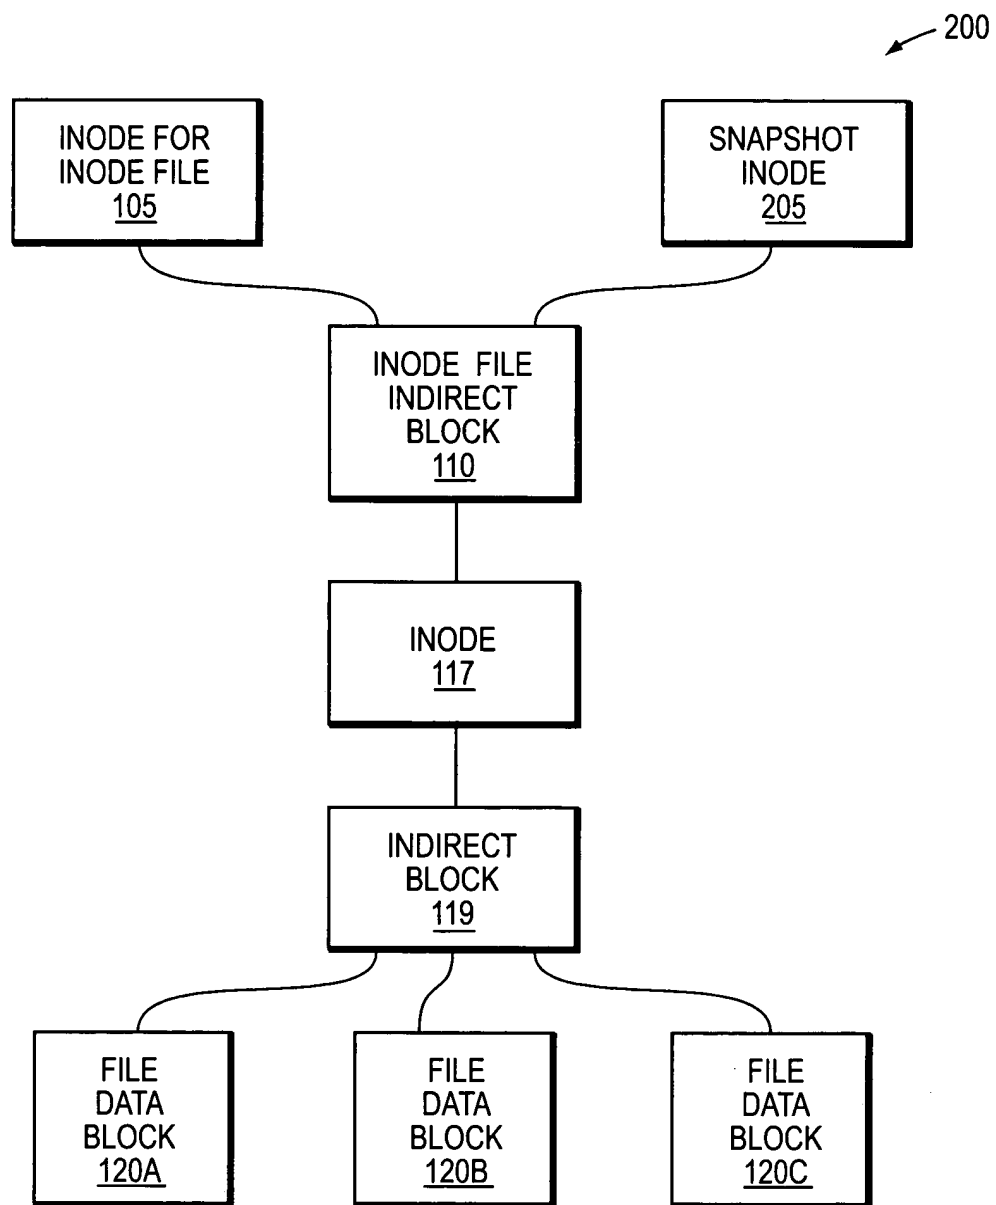 200
INODE FOR
INODE FILE
105
SNAPSHOT
INODE
205
INODE FILE
INDIRECT
BLOCK
110
INODE
117
INDIRECT
BLOCK
119
FILE
DATA
BLOCK
120A
FILE
DATA
BLOCK
120B
FILE
DATA
BLOCK
120C